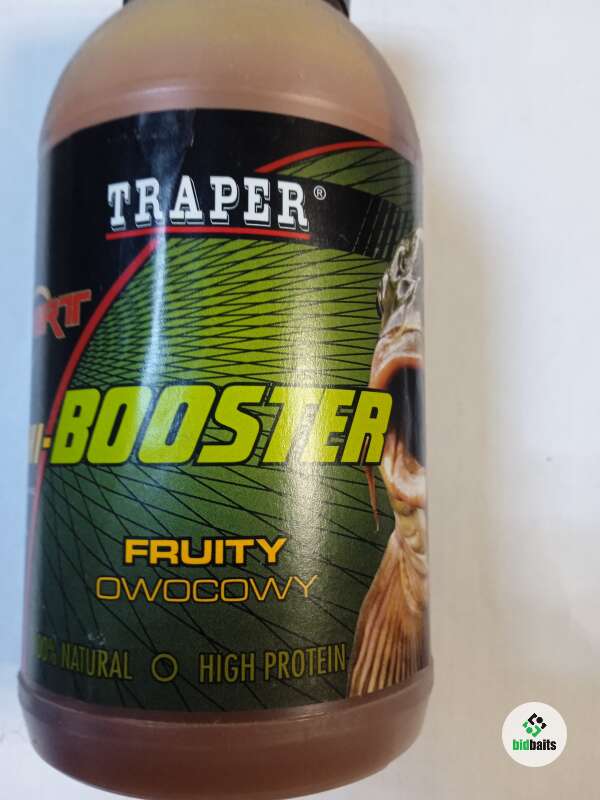 TRAPER®
BOOSTER
FRUITY
OWOCOWY
NATURAL O HIGH PROTEIN
bidbaits